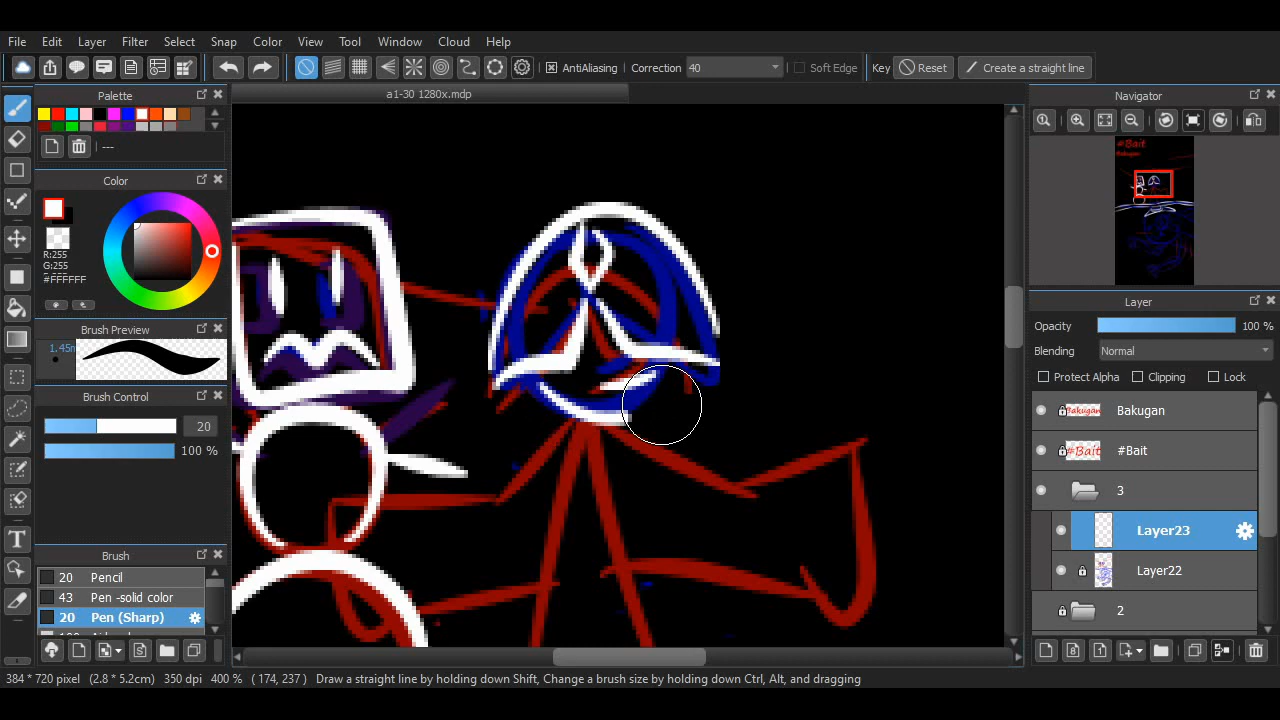 File Edit Layer Filter Select Snap Color View Tool Window Cloud Help
AntiAliasing Correction 40 Soft Edge Key Reset Create a straight line
Palette
a1-30 1280x.mdp
Navigator
---
#Bait
Bakugan
Color
R:255
G:255
#FFFFFF
Layer
Opacity 100 %
Brush Preview
Blending Normal
Protect Alpha Clipping Lock
Brush Control
Bakugan Bakugan
20
100 %
#Bait #Bait
3
Layer23
Brush
20 Pencil
Layer22
43 Pen -solid color
20 Pen (Sharp)
2
384 * 720 pixel (2.8 * 5.2cm) 350 dpi 400 % ( 174, 237 ) Draw a straight line by holding down Shift, Change a brush size by holding down Ctrl, Alt, and dragging